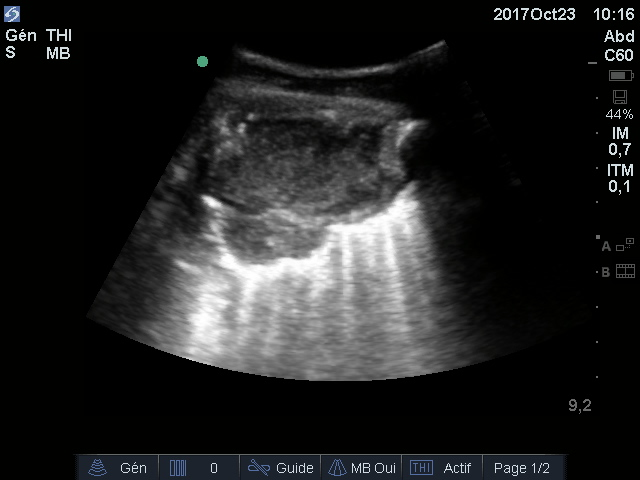 2017Oct23 10:16
Gén THI
S MB
Abd
C60
44%
IM
0,7
ITM
0,1
A
B
9,2
Gén 0 Guide MB Oui THI Actif Page 1/2